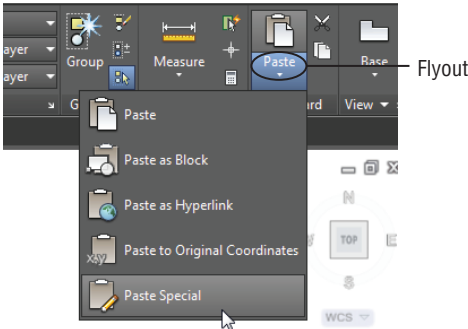 ayer
Group
Measure
Paste
Base
Flyout
ayer
G
rd
View
Paste
Paste as Block
Paste as Hyperlink
x,y
Paste to Original Coordinates
Paste Special
N
TOP
E
S
WCS